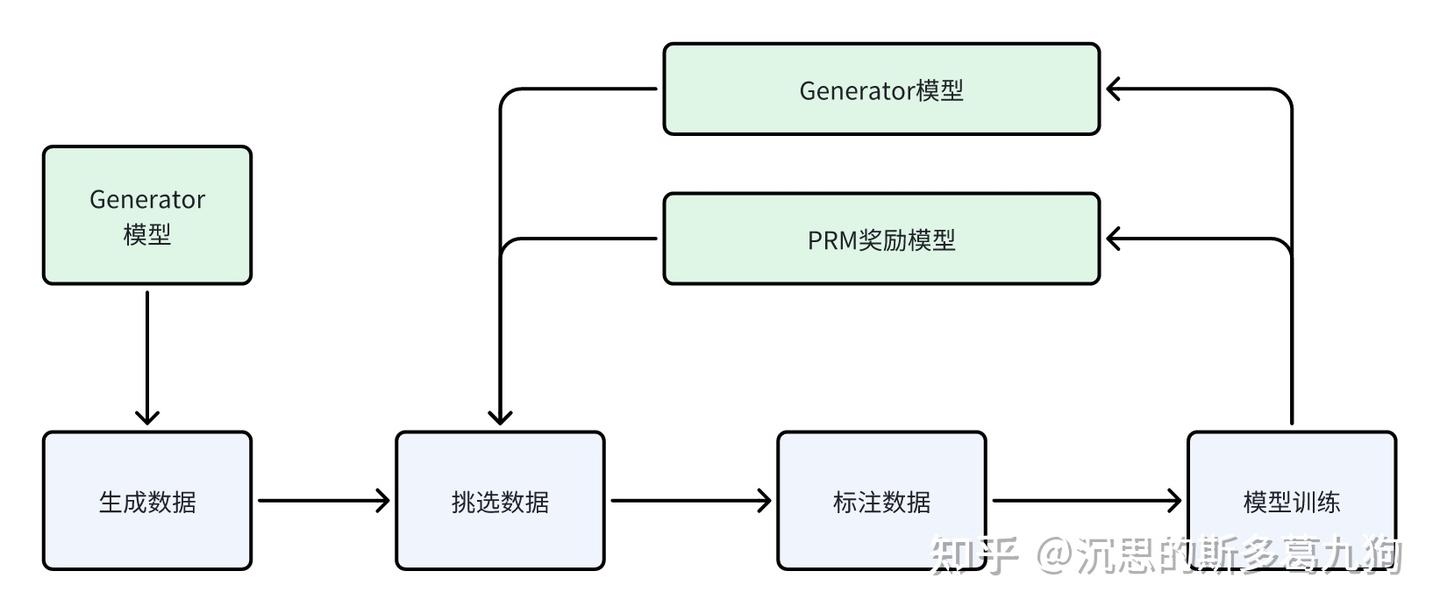 Generator模型
Generator
模型
PRM奖励模型
生成数据
挑选数据
标注数据
模型训练
知乎 @沉思的斯多葛九狗